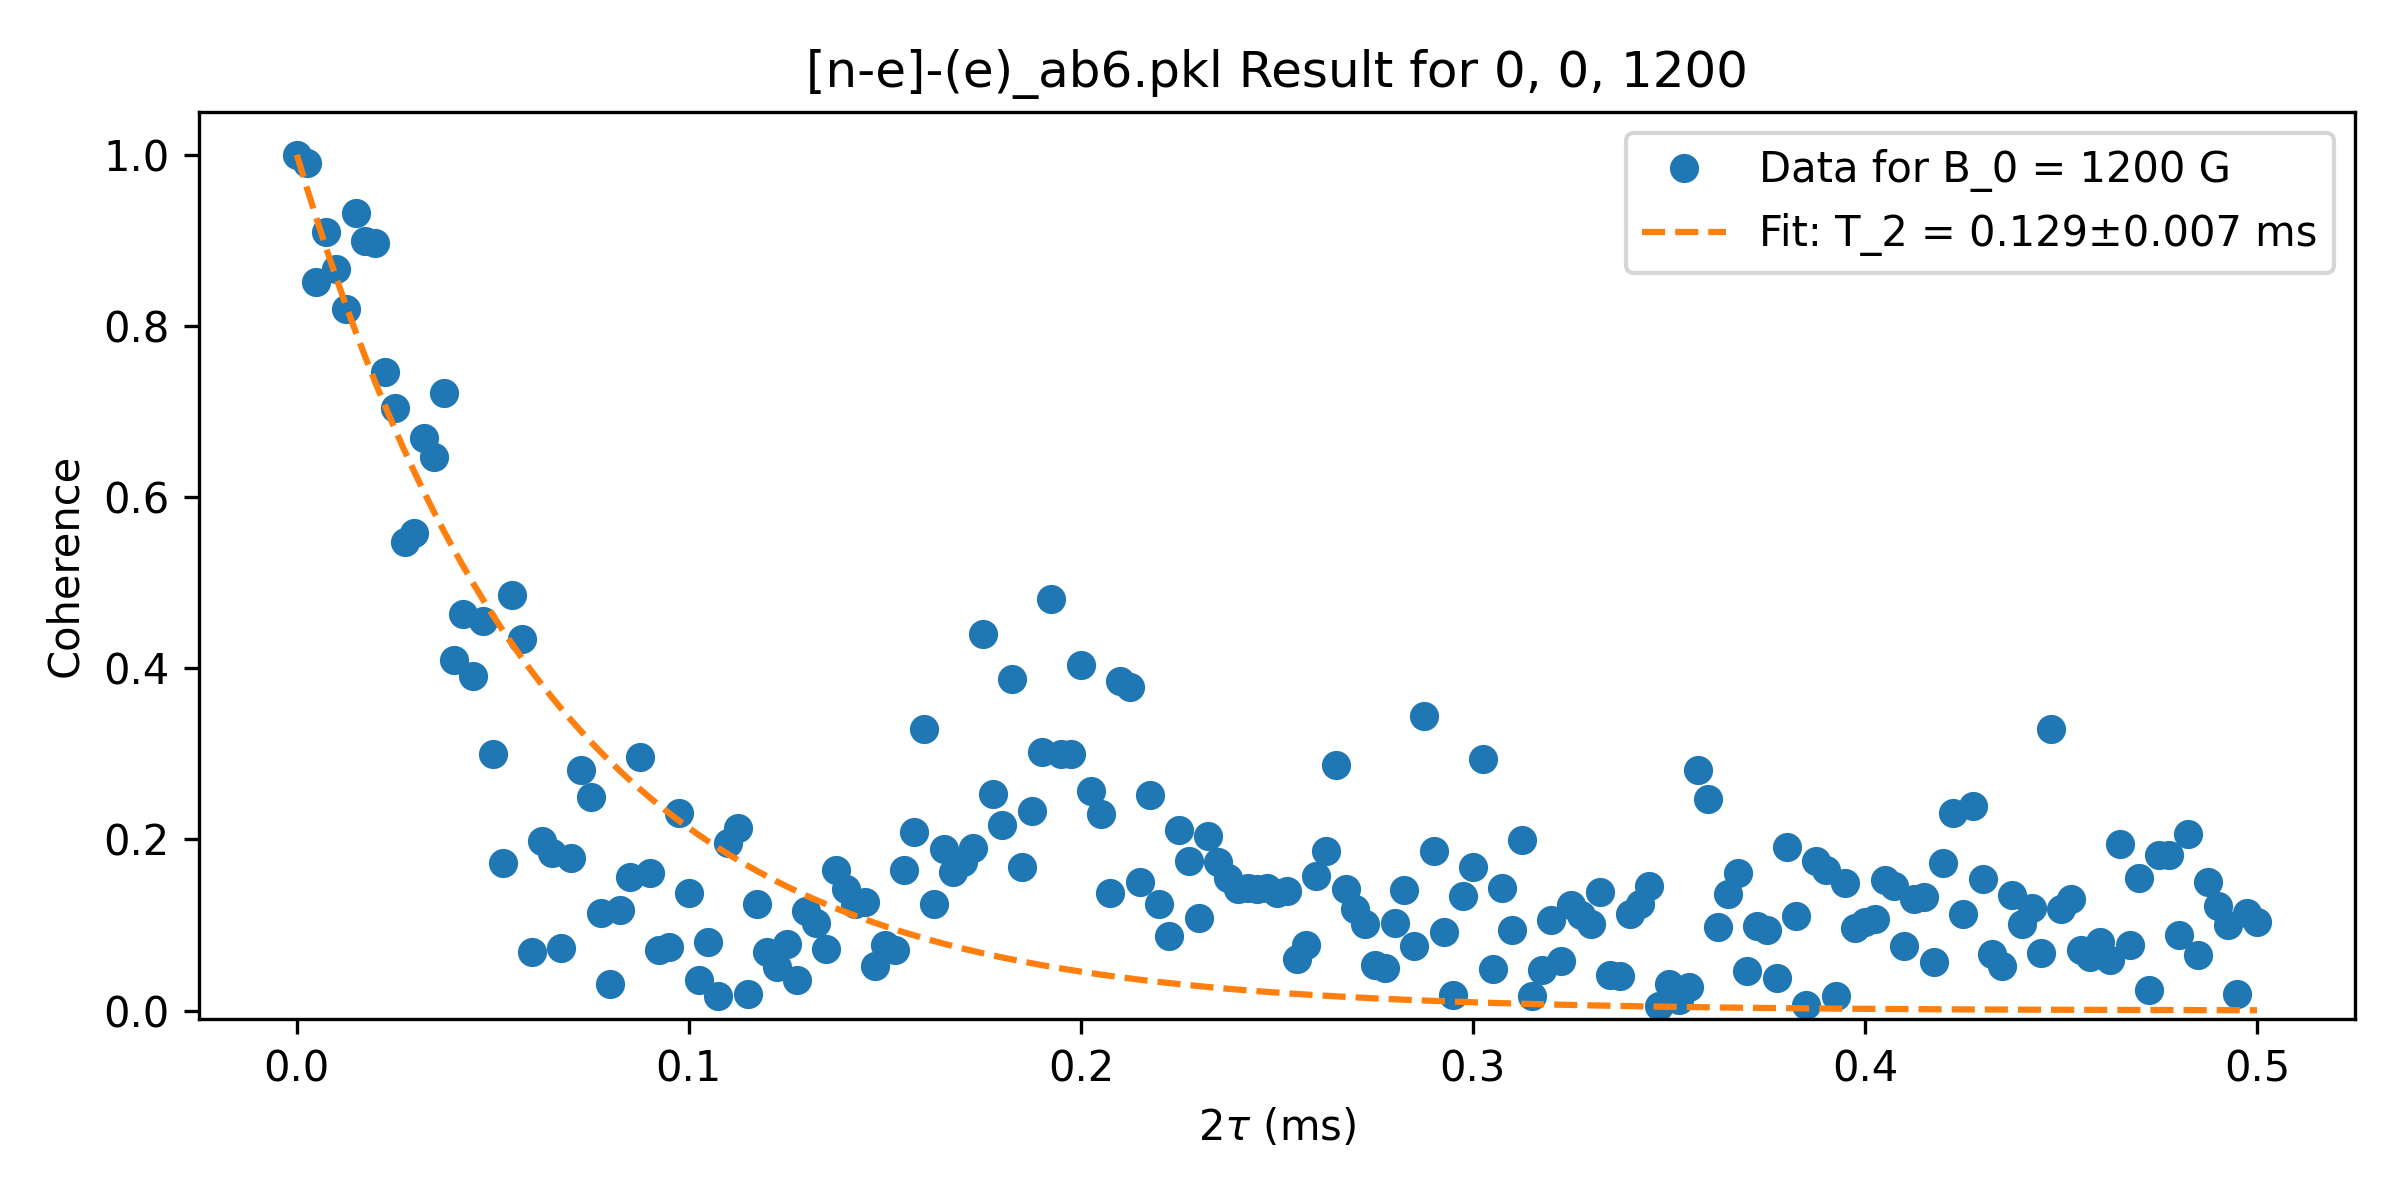 [n-e]-(e)_ab6.pkl Result for 0, 0, 1200
Data for B_0 = 1200 G
Fit: T_2 = 0.129±0.007 ms
Coherence
1.0
0.8
0.6
0.4
0.2
0.0
0.0 0.1 0.2 0.3 0.4 0.5
2τ (ms)